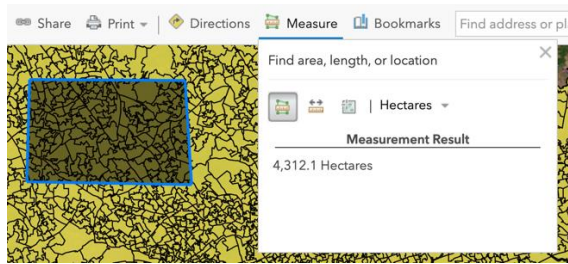 Share Print Directions Measure Bookmarks Find address or pl
Find area, length, or location
Hectares
Measurement Result
4,312.1 Hectares